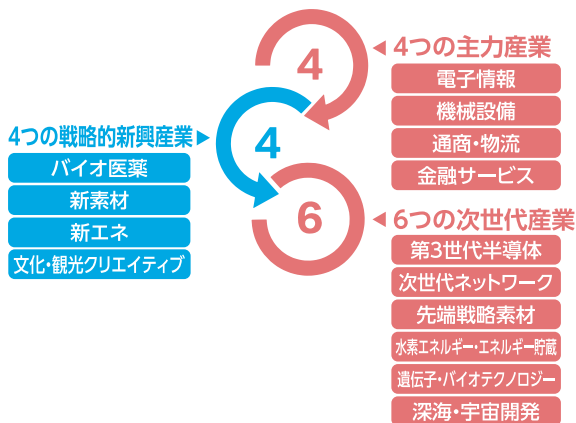 4
4つの主力産業
電子情報
機械設備
通商・物流
金融サービス
4
4つの戦略的新興産業
バイオ医薬
新素材
新エネ
文化・観光クリエイティブ
6
6つの次世代産業
第3世代半導体
次世代ネットワーク
先端戦略素材
水素エネルギー・エネルギー貯蔵
遺伝子・バイオテクノロジー
深海・宇宙開発